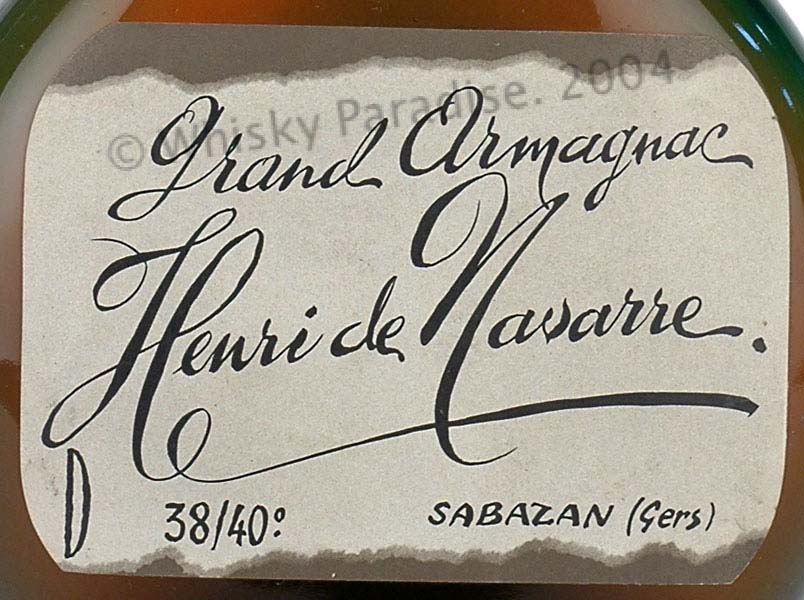 © Whisky Paradise. 2004
Grand Armagnac
Henri de Navarre.
D 38/40° SABAZAN (Gers)